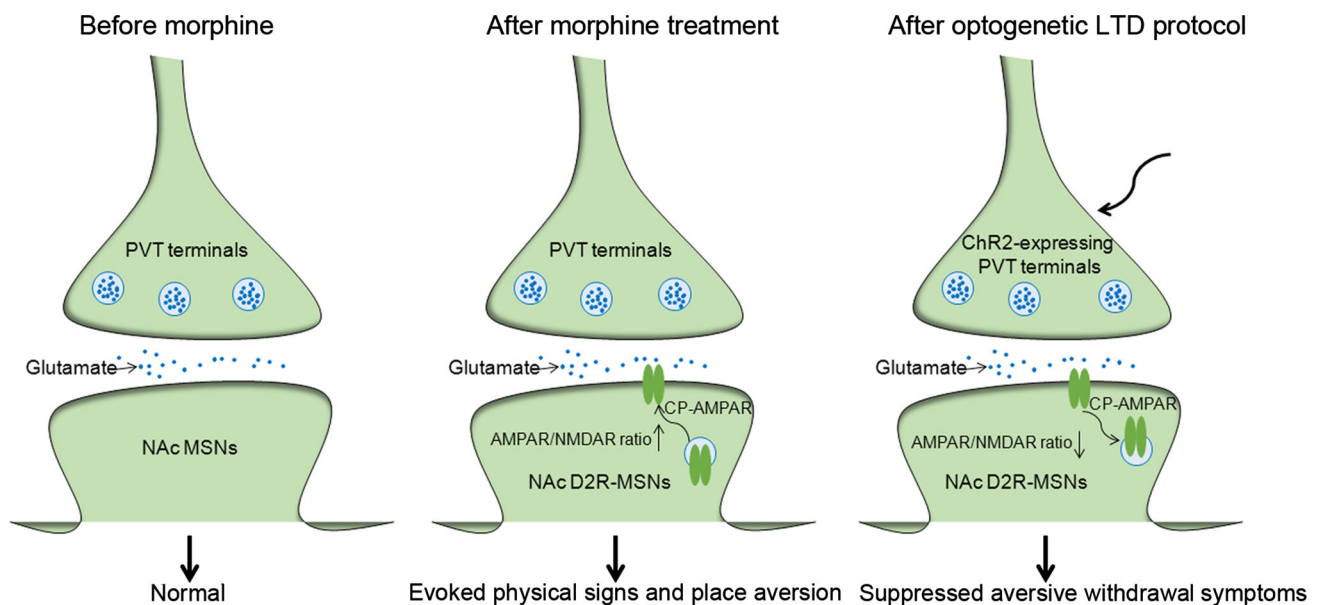 Before morphine
PVT terminals
Glutamate
NAc MSNs
Normal
After morphine treatment
PVT terminals
Glutamate
CP-AMPAR
AMPAR/NMDAR ratio
NAc D2R-MSNs
Evoked physical signs and place aversion
After optogenetic LTD protocol
ChR2-expressing
PVT terminals
Glutamate
CP-AMPAR
AMPAR/NMDAR ratio
NAc D2R-MSNs
Suppressed aversive withdrawal symptoms